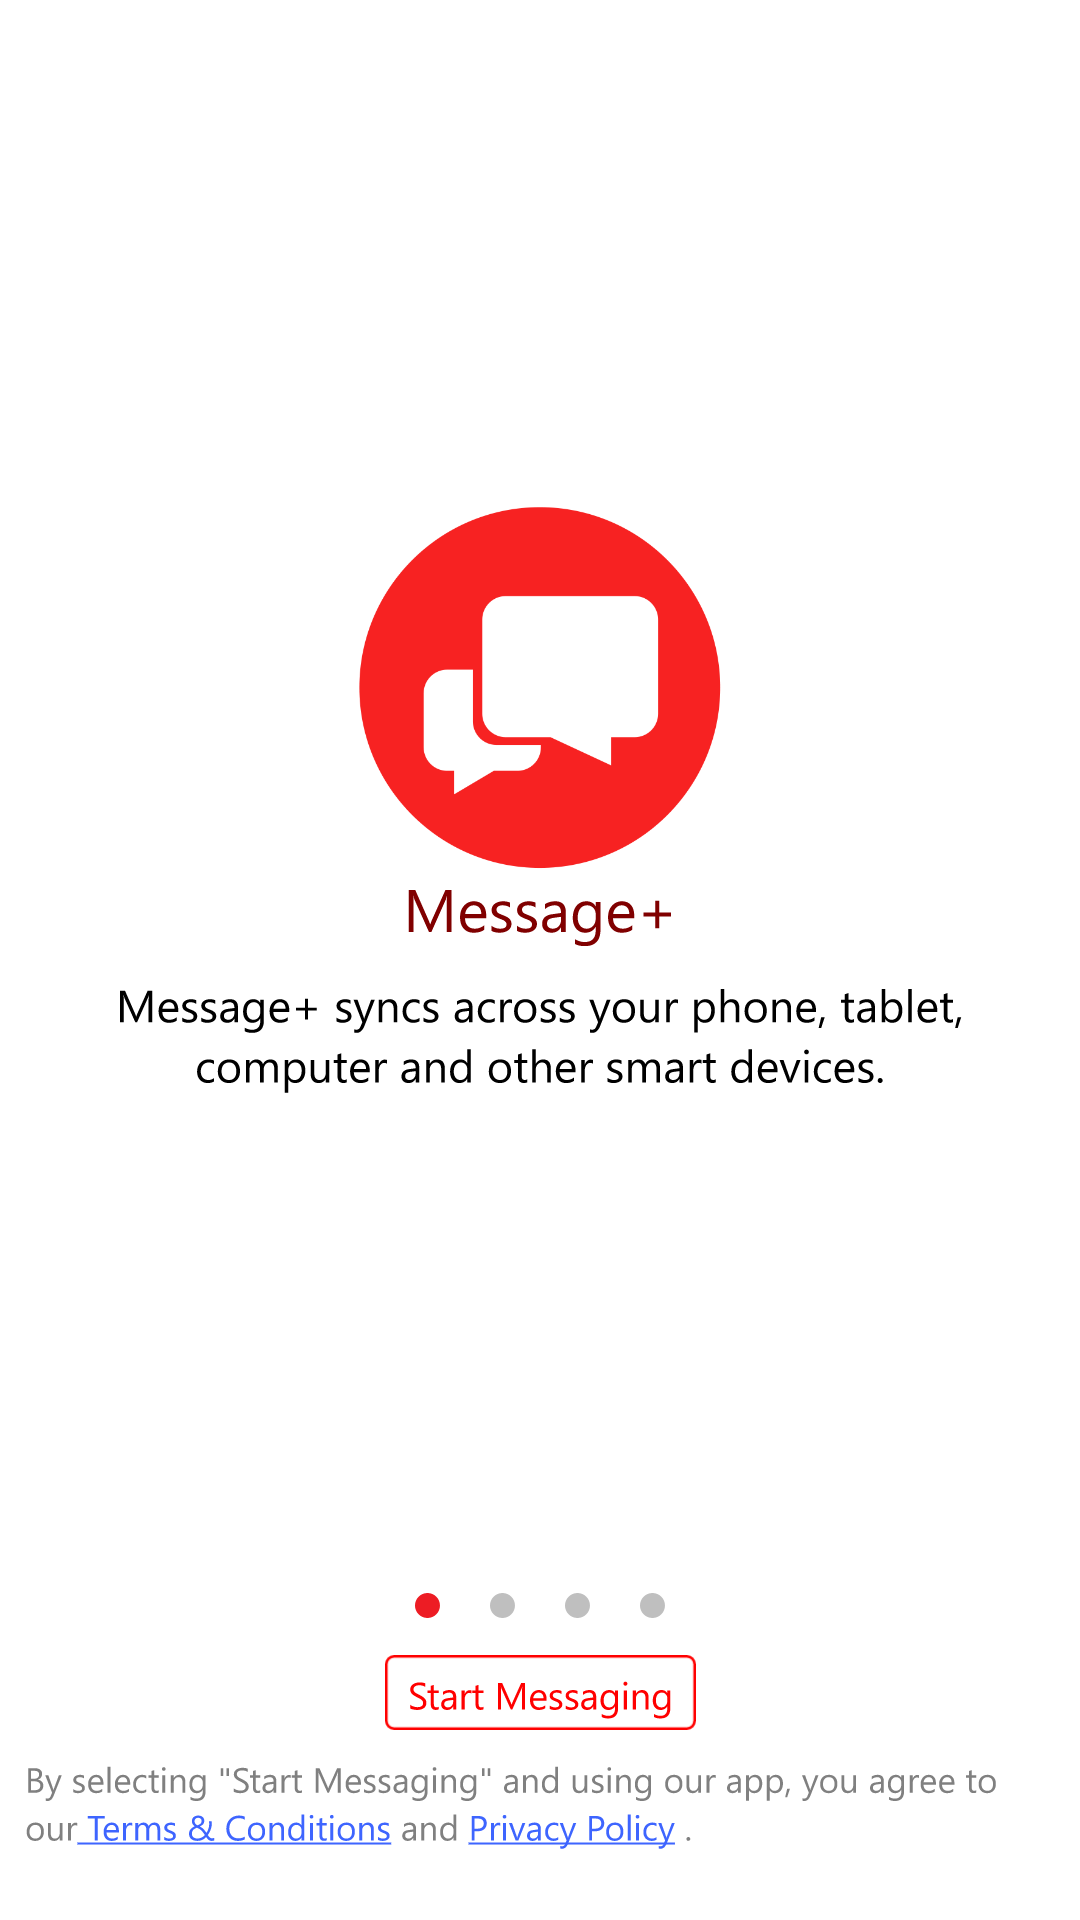 Message+
Message+ syncs across your phone, tablet,
computer and other smart devices.
Start Messaging
By selecting "Start Messaging" and using our app, you agree to
our Terms & Conditions and Privacy Policy .